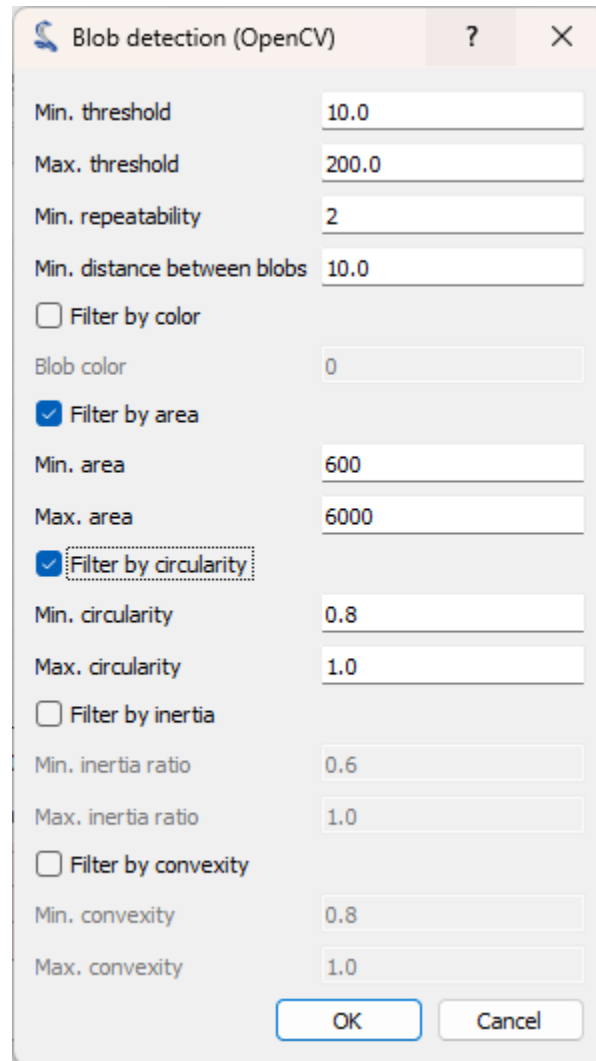 Blob detection (OpenCV) ?
Min. threshold 10.0
Max. threshold 200.0
Min. repeatability 2
Min. distance between blobs 10.0
Filter by color
Blob color 0
Filter by area
Min. area 600
Max. area 6000
Filter by circularity
Min. circularity 0.8
Max. circularity 1.0
Filter by inertia
Min. inertia ratio 0.6
Max. inertia ratio 1.0
Filter by convexity
Min. convexity 0.8
Max. convexity 1.0
OK Cancel